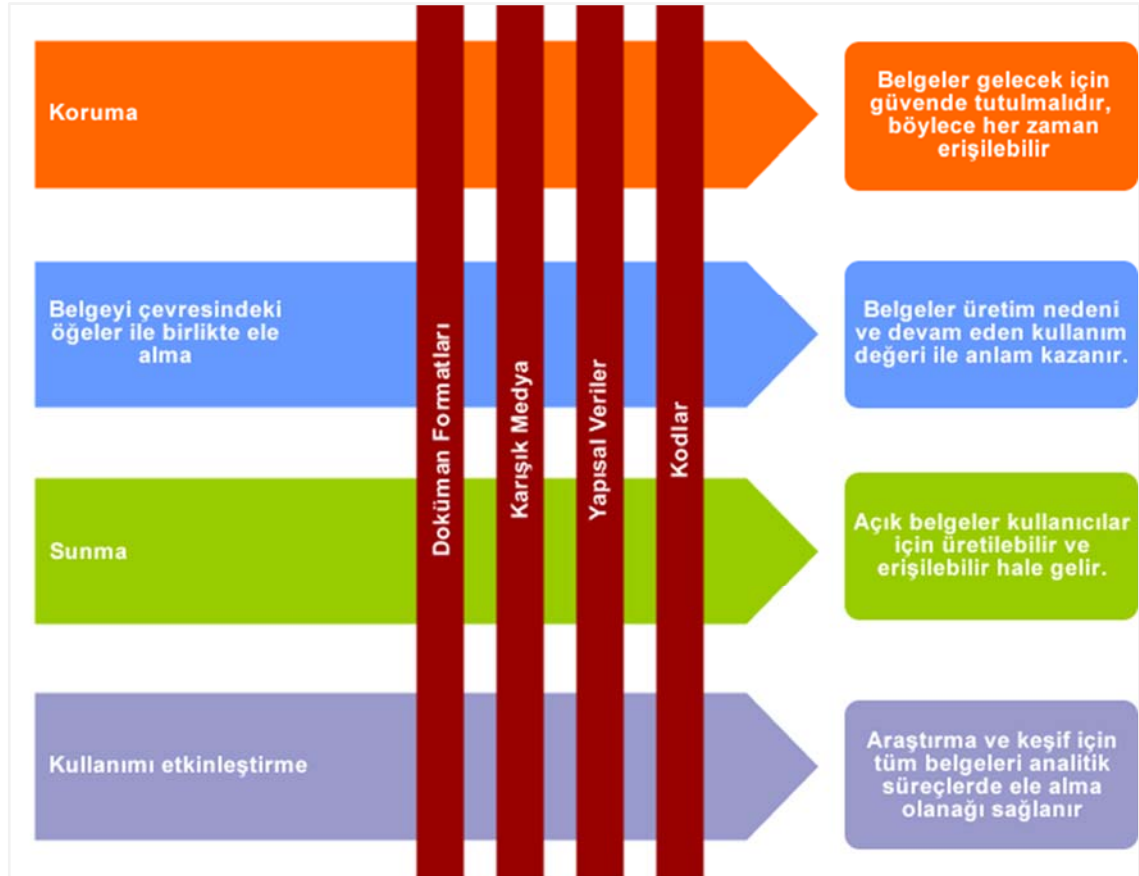 Koruma
Belgeler gelecek için
güvende tutulmalıdır,
böylece her zaman
erişilebilir
Belgeyi çevresindeki
öğeler ile birlikte ele
alma
Belgeler üretim nedeni
ve devam eden kullanım
değeri ile anlam kazanır.
Doküman Formatları
Karışık Medya
Yapısal Veriler
Kodlar
Sunma
Açık belgeler kullanıcılar
için üretilebilir ve
erişilebilir hale gelir.
Kullanımı etkinleştirme
Araştırma ve keşif için
tüm belgeleri analitik
süreçlerde ele alma
olanağı sağlanır